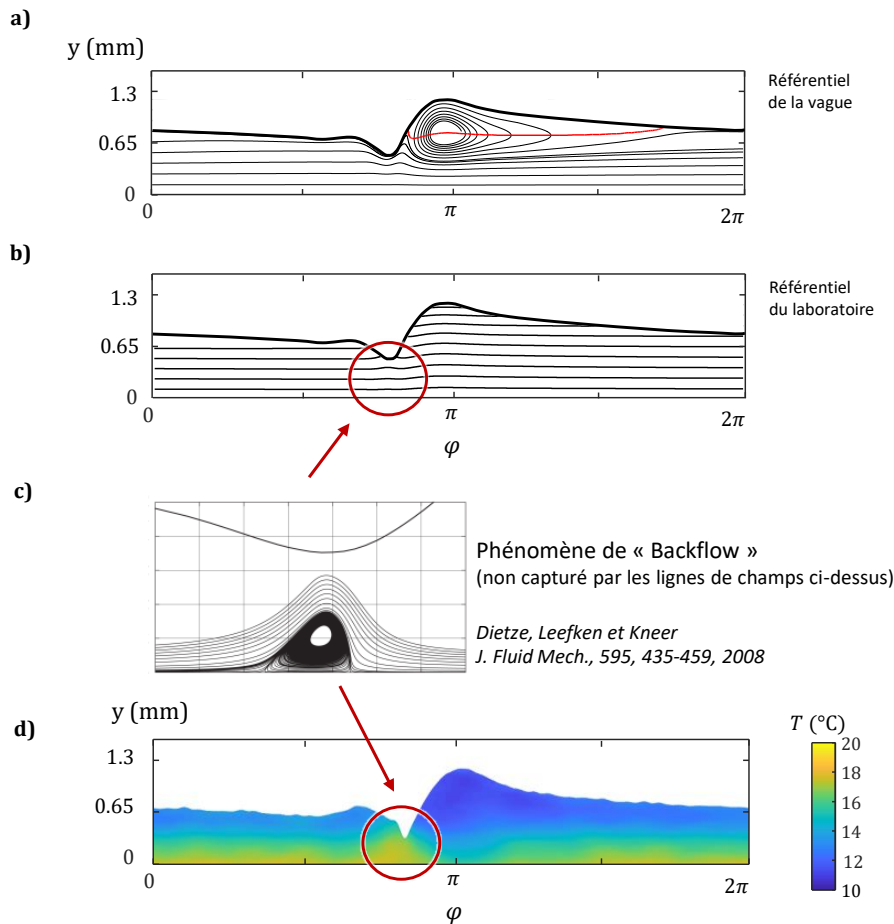 a)
y (mm)
1.3
0.65
0
0
π
2π
Référentiel
de la vague
b)
1.3
0.65
0
0
π
2π
φ
Référentiel
du laboratoire
c)
Phénomène de « Backflow »
(non capturé par les lignes de champs ci-dessus)
Dietze, Leefken et Kneer
J. Fluid Mech., 595, 435-459, 2008
d)
y (mm)
1.3
0.65
0
0
π
2π
φ
T (°C)
20
18
16
14
12
10